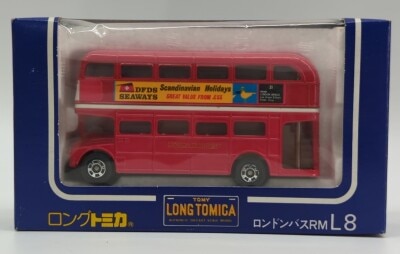 DFDS
SEAWAYS
Scandinavian Holidays
GREAT VALUE FROM £55
ロングトミカ®
TOMY
LONG TOMICA
ロンドンバスRM L8